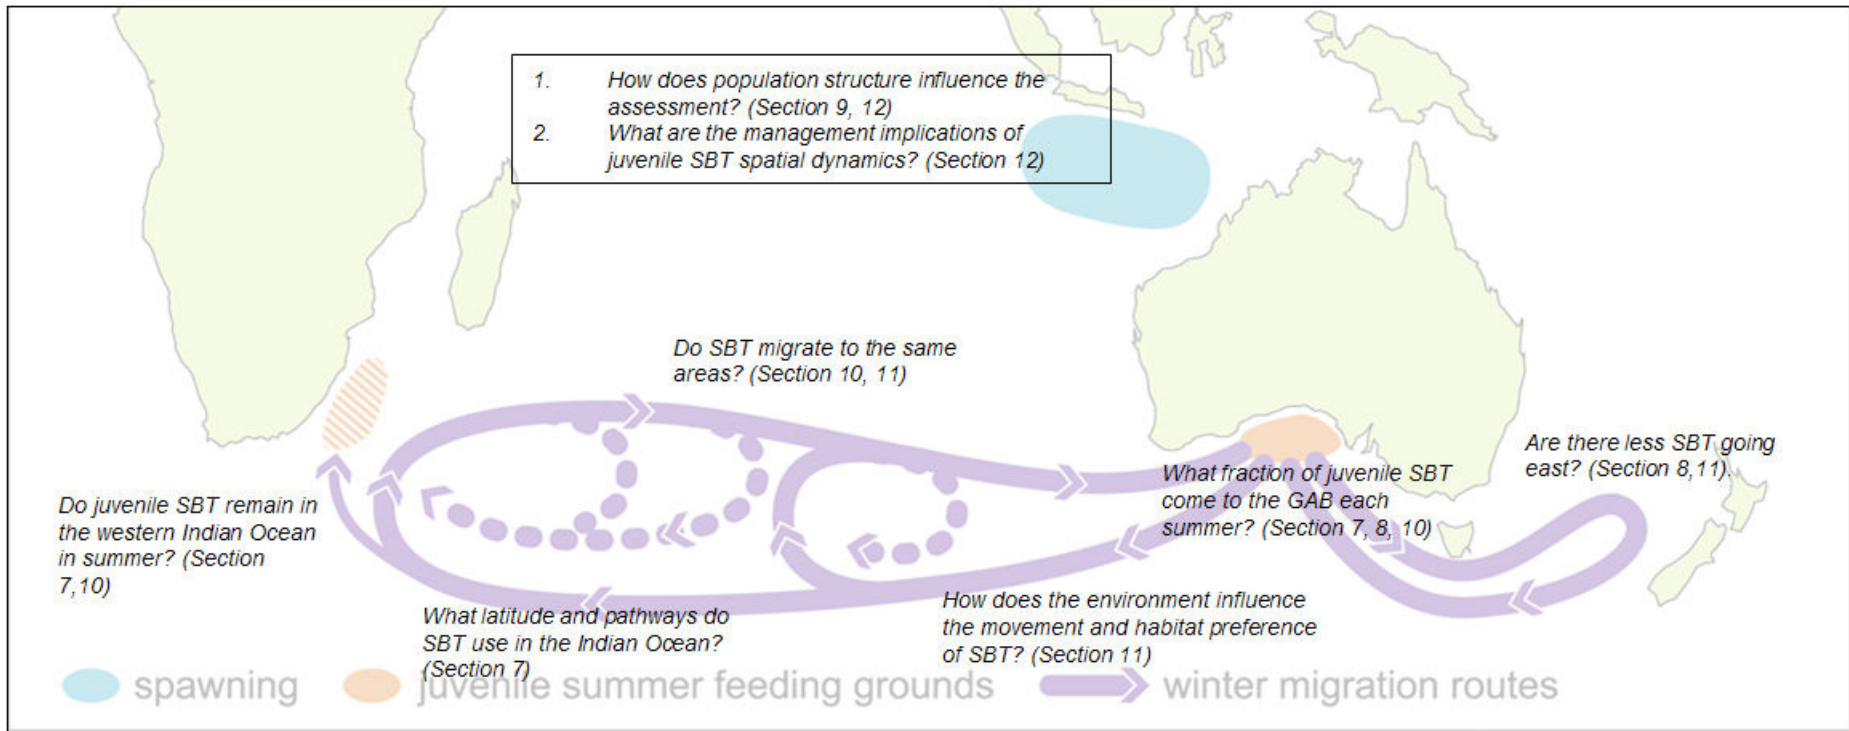 1. How does population structure influence the
assessment? (Section 9, 12)
2. What are the management implications of
juvenile SBT spatial dynamics? (Section 12)
Do SBT migrate to the same
areas? (Section 10, 11)
Are there less SBT going
east? (Section 8,11).
What fraction of juvenile SBT
come to the GAB each
summer? (Section 7, 8, 10)
Do juvenile SBT remain in
the western Indian Ocean
in summer? (Section
7,10)
What latitude and pathways do
SBT use in the Indian Ocean?
(Section 7)
How does the environment influence
the movement and habitat preference
of SBT? (Section 11)
spawning
juvenile summer feeding grounds
winter migration routes